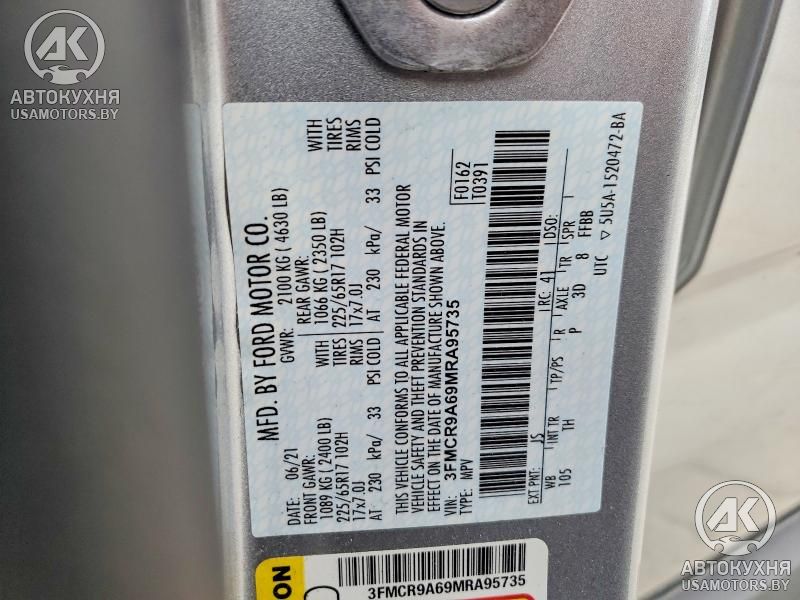 АК
АВТОКУХНЯ
USAMOTORS.BY
MFD. BY FORD MOTOR CO.
DATE: 06/21 GVWR: 2100 KG ( 4630 LB)
FRONT GAWR: REAR GAWR:
1089 KG ( 2400 LB) WITH 1066 KG ( 2350 LB) WITH
225/65R17 102H TIRES 225/65R17 102H TIRES
17x7.0J RIMS 17x7.0J RIMS
AT 230 kPa/ 33 PSI COLD AT 230 kPa/ 33 PSI COLD
THIS VEHICLE CONFORMS TO ALL APPLICABLE FEDERAL MOTOR
VEHICLE SAFETY AND THEFT PREVENTION STANDARDS IN
EFFECT ON THE DATE OF MANUFACTURE SHOWN ABOVE.
VIN: 3FMCR9A69MRA95735 F0162
TYPE: MPV T0391
EXT PNT: JS RC: 41 DSO:
WB INT TR TP/PS R AXLE TR SPR
105 TH P 3D 8 FFBB
UTC ▽ 5U5A-1520472-BA
ION
3FMCR9A69MRA95735
АК
АВТОКУХНЯ
USAMOTORS.BY